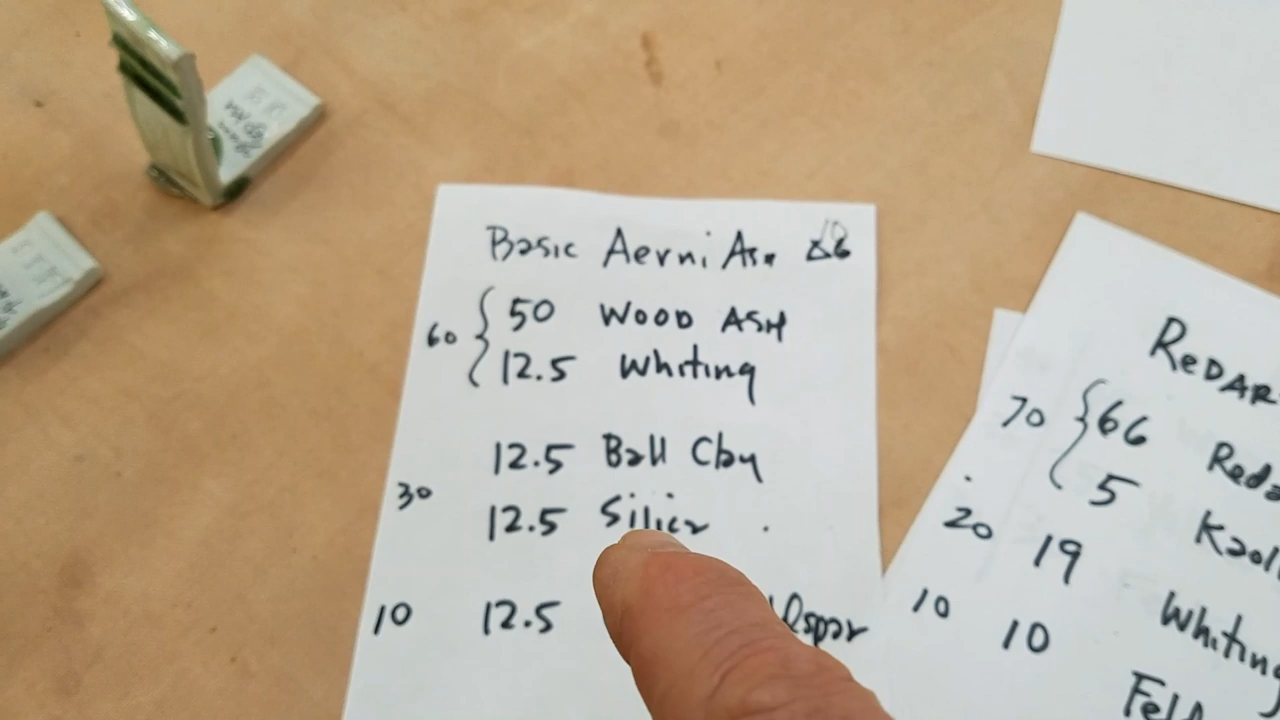 Basic Aerni Ash Δ6
60 { 50 WOOD ASH
12.5 Whiting
12.5 Ball Clay
30
12.5 Silica
10 12.5
REDAR
70 { 66
5
20 19 Whiting
10 10